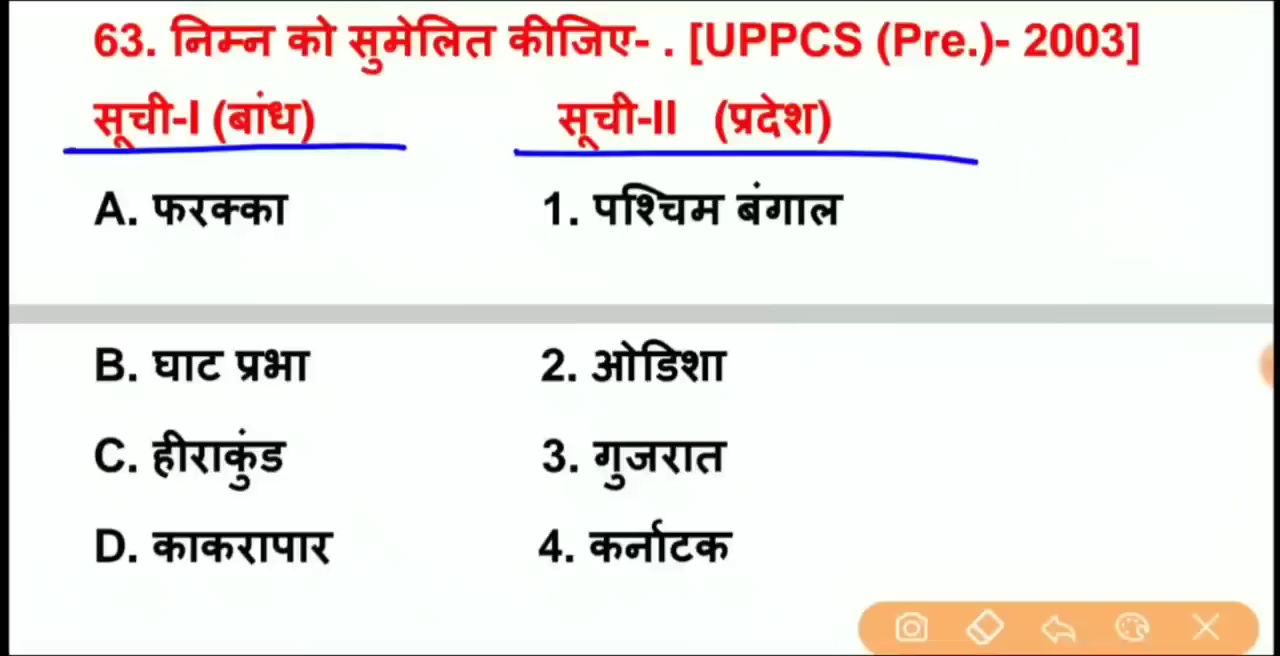 63. निम्न को सुमेलित कीजिए- . [UPPCS (Pre.)- 2003]
सूची-I (बांध) सूची-II (प्रदेश)
A. फरक्का 1. पश्चिम बंगाल
B. घाट प्रभा 2. ओडिशा
C. हीराकुंड 3. गुजरात
D. काकरापार 4. कर्नाटक